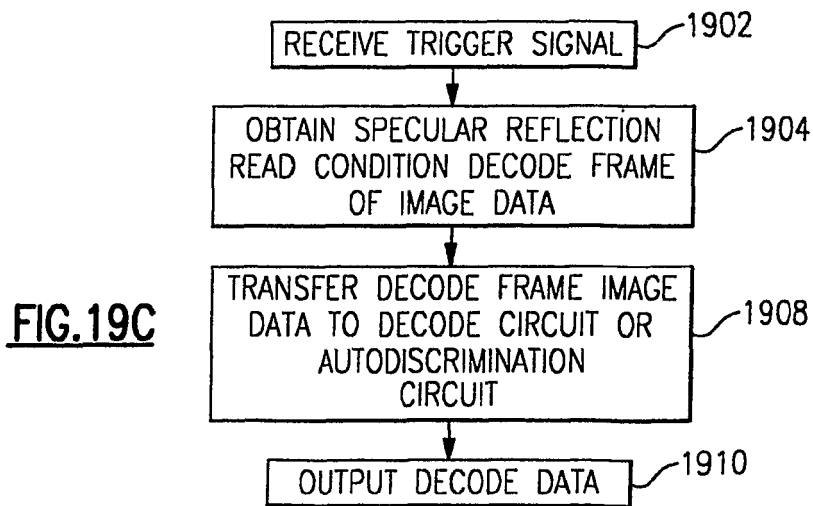 RECEIVE TRIGGER SIGNAL
1902
OBTAIN SPECULAR REFLECTION
READ CONDITION DECODE FRAME
OF IMAGE DATA
1904
FIG.19C
TRANSFER DECODE FRAME IMAGE
DATA TO DECODE CIRCUIT OR
AUTODISCRIMINATION
CIRCUIT
1908
OUTPUT DECODE DATA
1910